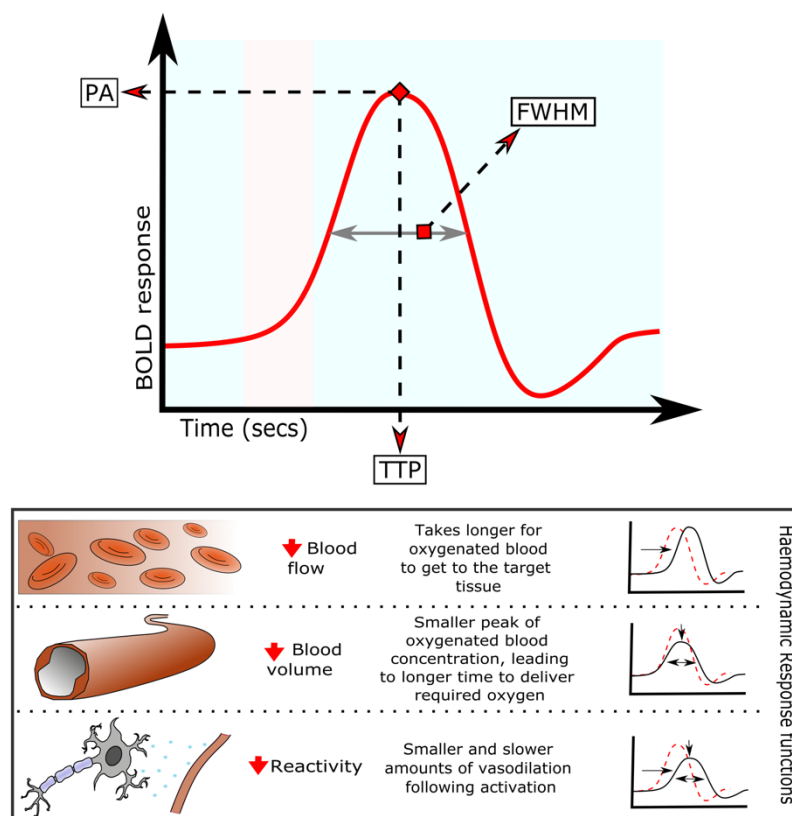 PA
FWHM
BOLD response
Time (secs)
TTP
Blood
flow
Takes longer for
oxygenated blood
to get to the target
tissue
Blood
volume
Smaller peak of
oxygenated blood
concentration, leading
to longer time to deliver
required oxygen
Reactivity
Smaller and slower
amounts of vasodilation
following activation
Haemodynamic Response functions